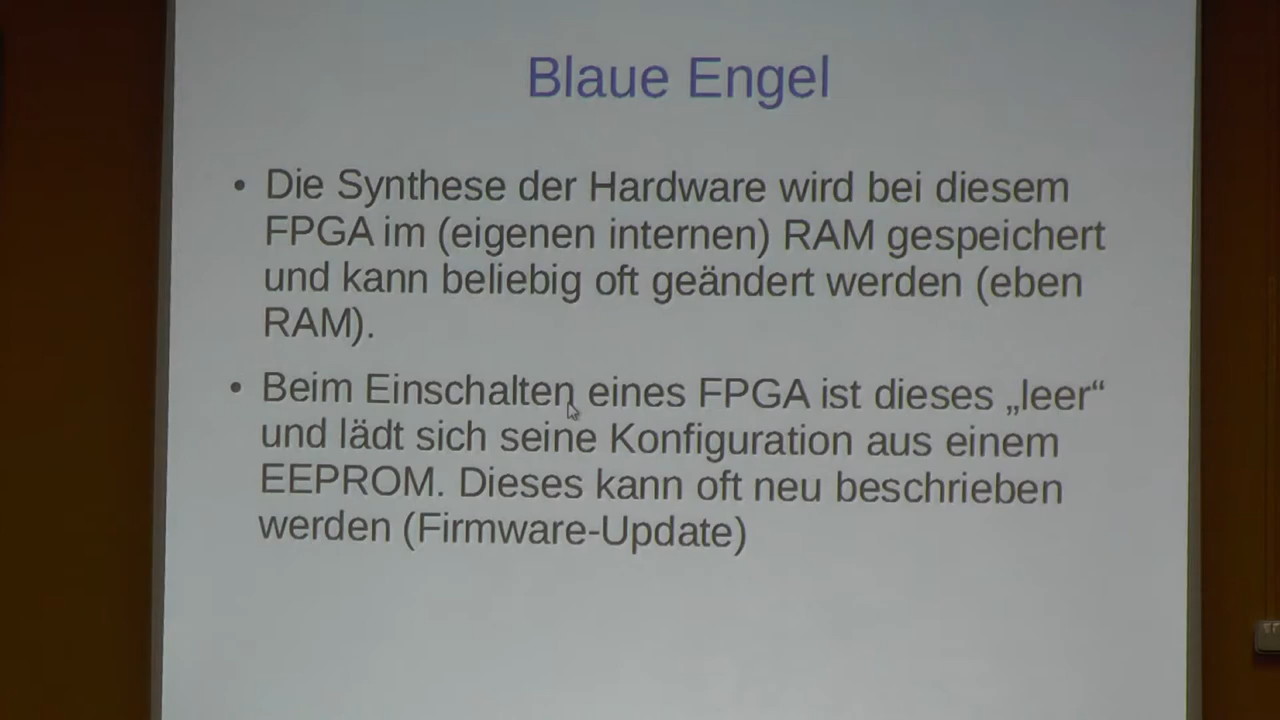 Blaue Engel
• Die Synthese der Hardware wird bei diesem
FPGA im (eigenen internen) RAM gespeichert
und kann beliebig oft geändert werden (eben
RAM).
• Beim Einschalten eines FPGA ist dieses „leer“
und lädt sich seine Konfiguration aus einem
EEPROM. Dieses kann oft neu beschrieben
werden (Firmware-Update)